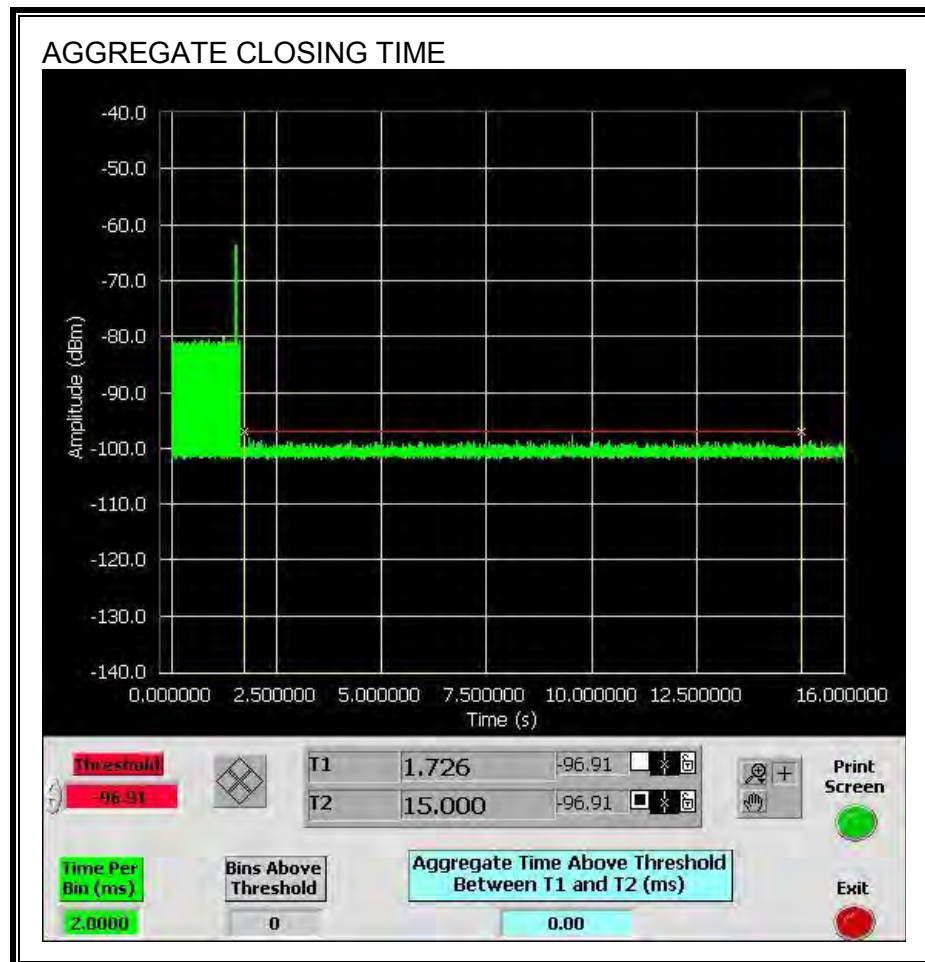 AGGREGATE CLOSING TIME
-40.0
-50.0
-60.0
-70.0
-80.0
-90.0
-100.0
-110.0
-120.0
-130.0
-140.0
Amplitude (dBm)
0.000000 2.500000 5.000000 7.500000 10.000000 12.500000 16.000000
Time (s)
Threshold
-96.91
T1 1.726 -96.91
T2 15.000 -96.91
Print
Screen
Time Per
Bin (ms)
2.0000
Bins Above
Threshold
0
Aggregate Time Above Threshold
Between T1 and T2 (ms)
0.00
Exit